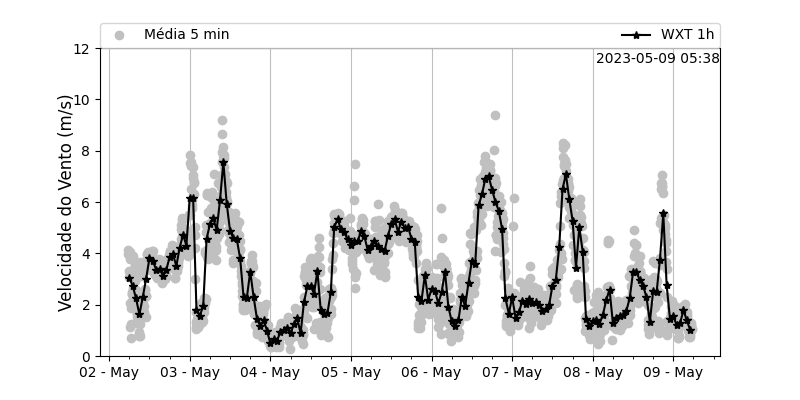 Média 5 min
WXT 1h
2023-05-09 05:38
Velocidade do Vento (m/s)
12
10
8
6
4
2
0
02 - May
03 - May
04 - May
05 - May
06 - May
07 - May
08 - May
09 - May